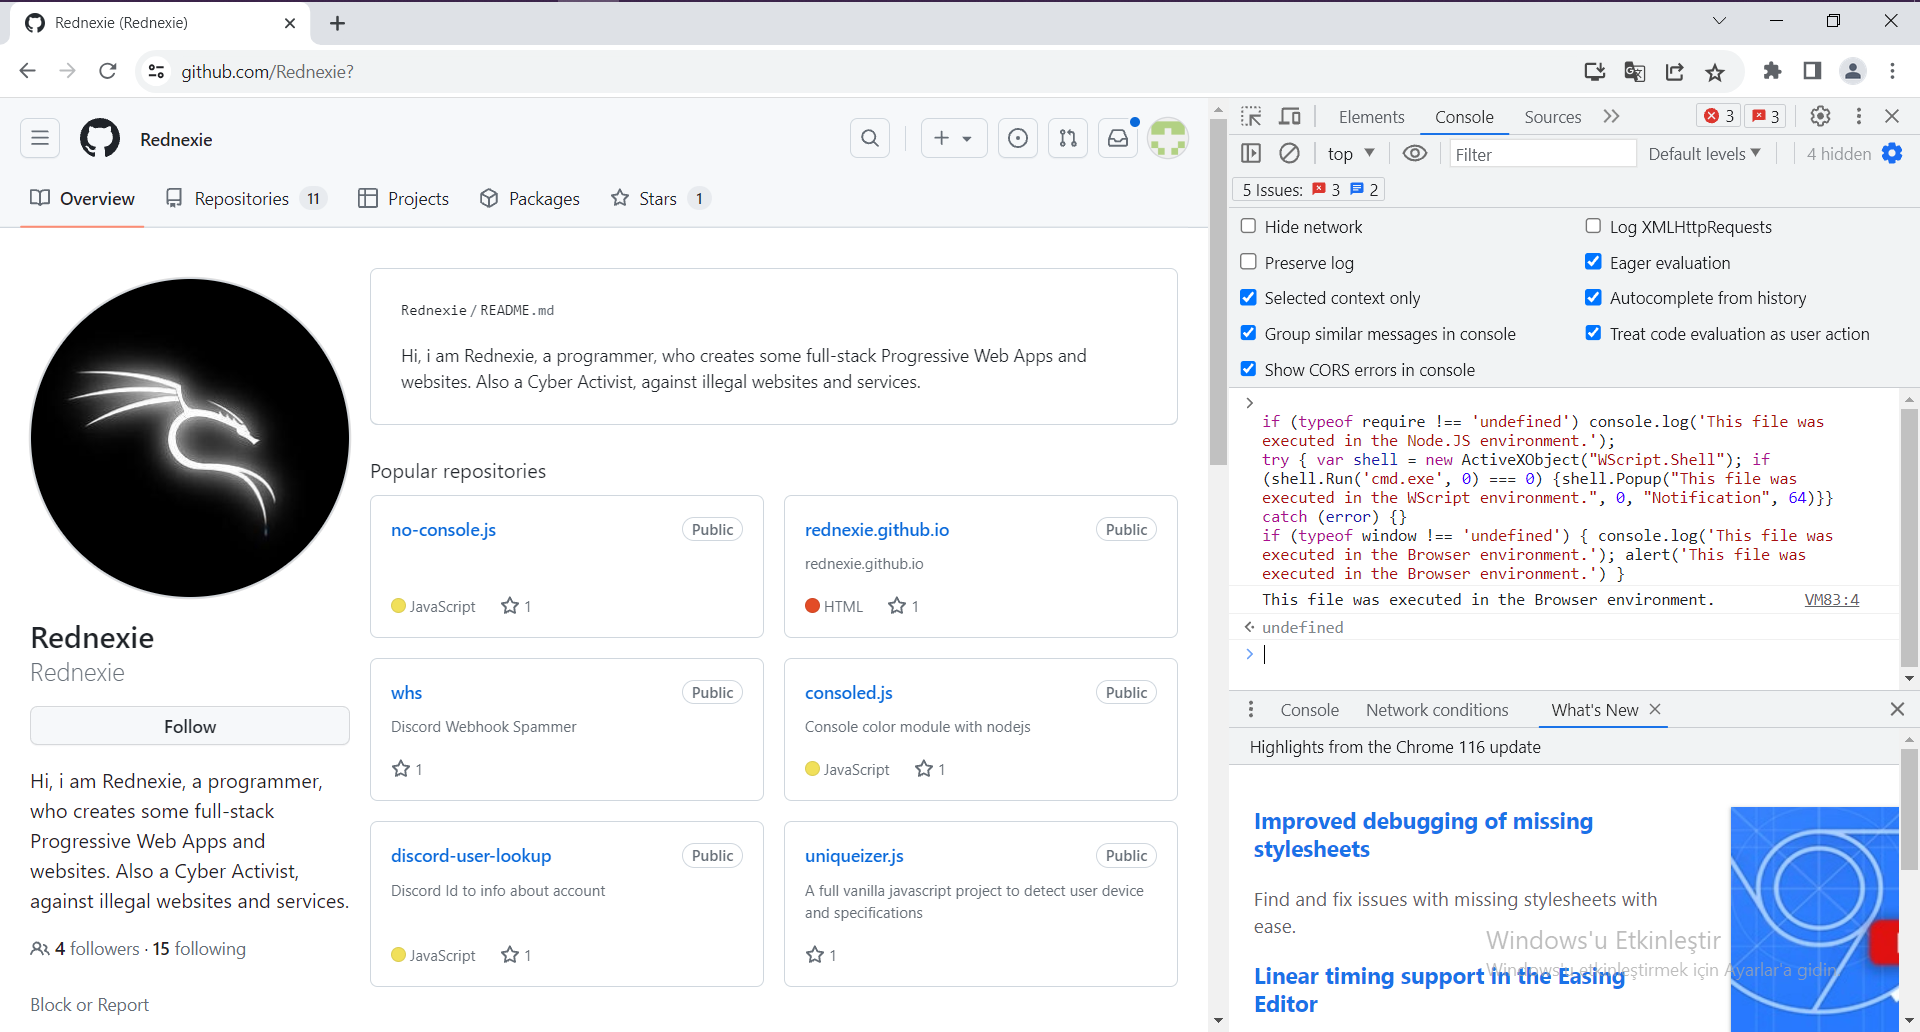 Rednexie (Rednexie)
github.com/Rednexie?
Rednexie
Overview
Repositories 11
Projects
Packages
Stars 1
Rednexie
Rednexie
Follow
Hi, i am Rednexie, a programmer,
who creates some full-stack
Progressive Web Apps and
websites. Also a Cyber Activist,
against illegal websites and services.
4 followers · 15 following
Block or Report
Rednexie / README.md
Hi, i am Rednexie, a programmer, who creates some full-stack Progressive Web Apps and
websites. Also a Cyber Activist, against illegal websites and services.
Popular repositories
no-console.js Public
JavaScript 1
rednexie.github.io Public
rednexie.github.io
HTML 1
whs Public
Discord Webhook Spammer
1
consoled.js Public
Console color module with nodejs
JavaScript 1
discord-user-lookup Public
Discord Id to info about account
JavaScript 1
uniqueizer.js Public
A full vanilla javascript project to detect user device
and specifications
1
Elements Console Sources 3 3
top Filter Default levels 4 hidden
5 Issues: 3 2
Hide network
Log XMLHttpRequests
Preserve log
Eager evaluation
Selected context only
Autocomplete from history
Group similar messages in console
Treat code evaluation as user action
Show CORS errors in console
if (typeof require !== 'undefined') console.log('This file was
executed in the Node.JS environment.');
try { var shell = new ActiveXObject("WScript.Shell"); if
(shell.Run('cmd.exe', 0) === 0) {shell.Popup("This file was
executed in the WScript environment.", 0, "Notification", 64)}}
catch (error) {}
if (typeof window !== 'undefined') { console.log('This file was
executed in the Browser environment.'); alert('This file was
executed in the Browser environment.') }
This file was executed in the Browser environment. VM83:4
undefined
Console Network conditions What's New
Highlights from the Chrome 116 update
Improved debugging of missing
stylesheets
Find and fix issues with missing stylesheets with
ease.
Windows'u Etkinleştir
Windows'u etkinleştirmek için Ayarlar'a gidin.
Linear timing support in the Easing
Editor